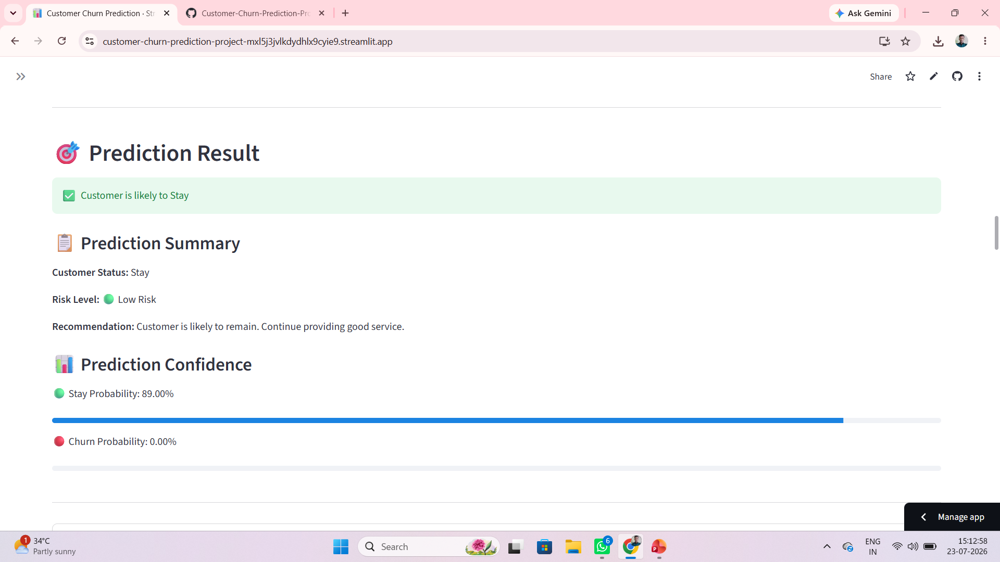 Customer Churn Prediction · Str
Customer-Churn-Prediction-Pro
Ask Gemini
customer-churn-prediction-project-mxl5j3jvlkdydhlx9cyie9.streamlit.app
Share
Prediction Result
Customer is likely to Stay
Prediction Summary
Customer Status: Stay
Risk Level: Low Risk
Recommendation: Customer is likely to remain. Continue providing good service.
Prediction Confidence
Stay Probability: 89.00%
Churn Probability: 0.00%
Manage app
1
34°C
Partly sunny
Search
6
P
ENG
IN
15:12:58
23-07-2026